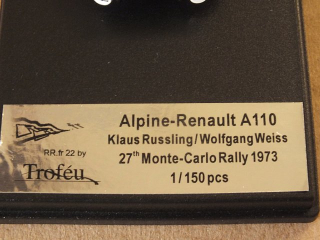 Alpine-Renault A110
Klaus Russling/Wolfgang Weiss
27th Monte-Carlo Rally 1973
1/150 pcs
RR.fr 22 by
Troféu